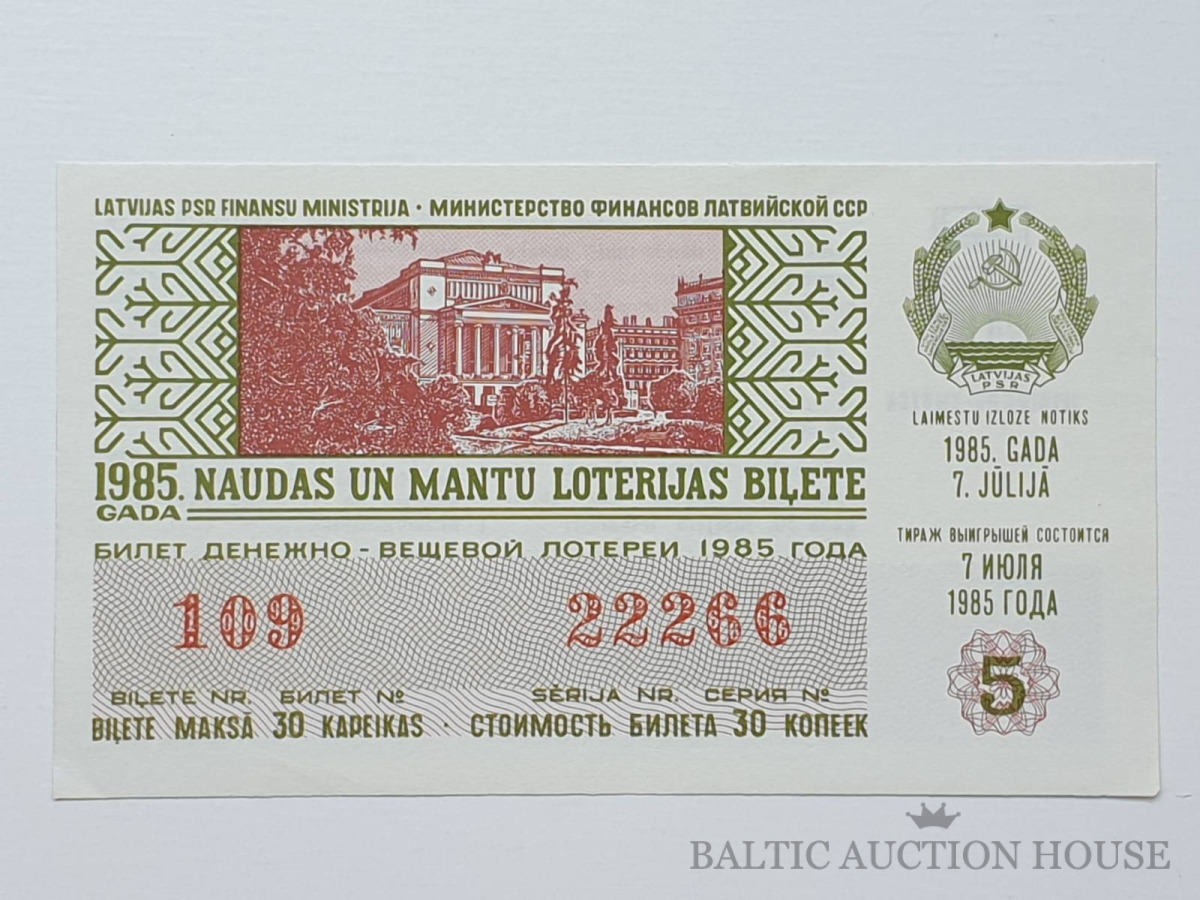 LATVIJAS PSR FINANSU MINISTRIJA · МИНИСТЕРСТВО ФИНАНСОВ ЛАТВИЙСКОЙ ССР
LATVIJAS
PSR
LAIMESTU IZLOZE NOTIKS
1985. GADA
7. JŪLIJĀ
1985. GADA NAUDAS UN MANTU LOTERIJAS BIĻETE
БИЛЕТ ДЕНЕЖНО - ВЕЩЕВОЙ ЛОТЕРЕИ 1985 ГОДА
ТИРАЖ ВЫИГРЫШЕЙ СОСТОИТСЯ
7 ИЮЛЯ
1985 ГОДА
109 22266
BIĻETE NR. БИЛЕТ № SĒRIJA NR. СЕРИЯ №
BIĻETE MAKSĀ 30 KAPEIKAS · СТОИМОСТЬ БИЛЕТА 30 КОПЕЕК
5
BALTIC AUCTION HOUSE